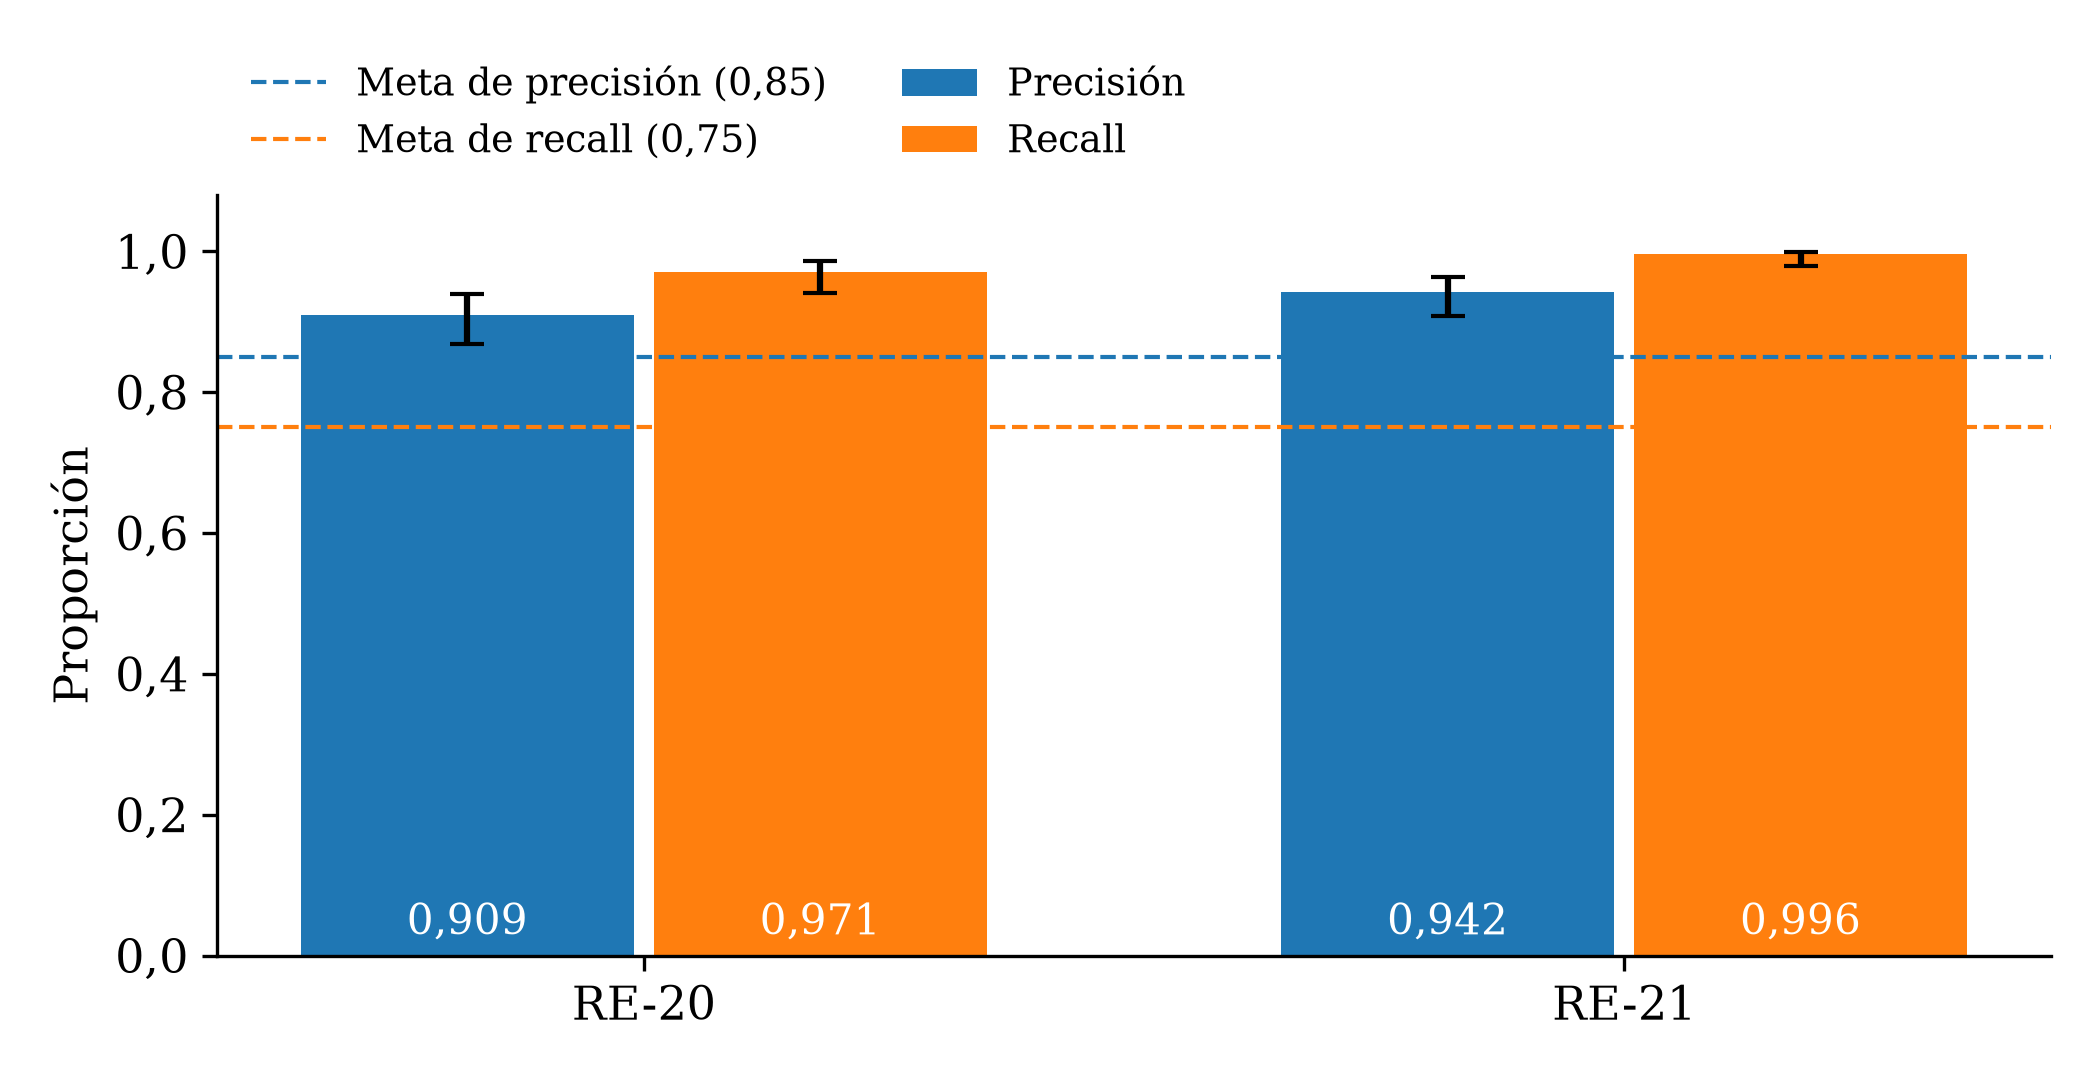 Meta de precisión (0,85)
Meta de recall (0,75)
Precisión
Recall
Proporción
1,0
0,8
0,6
0,4
0,2
0,0
0,909
0,971
0,942
0,996
RE-20
RE-21